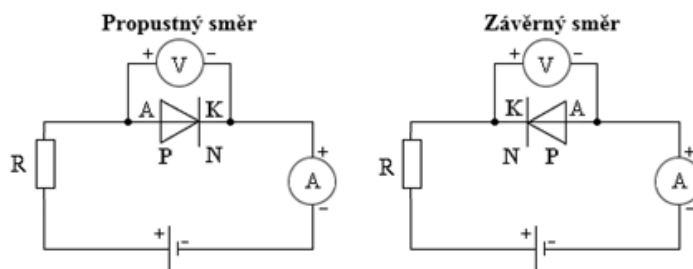 Propustný směr
Závěrný směr
+ V −
+ V −
A K
K A
P N
N P
R
+
A
−
R
+
A
−
+ -
+ -